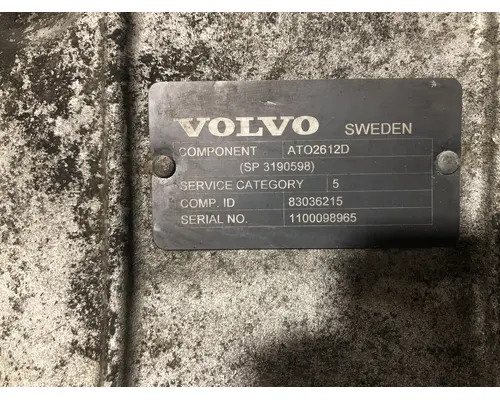 VOLVO SWEDEN
COMPONENT ATO2612D
(SP 3190598)
SERVICE CATEGORY 5
COMP. ID 83036215
SERIAL NO. 1100098965